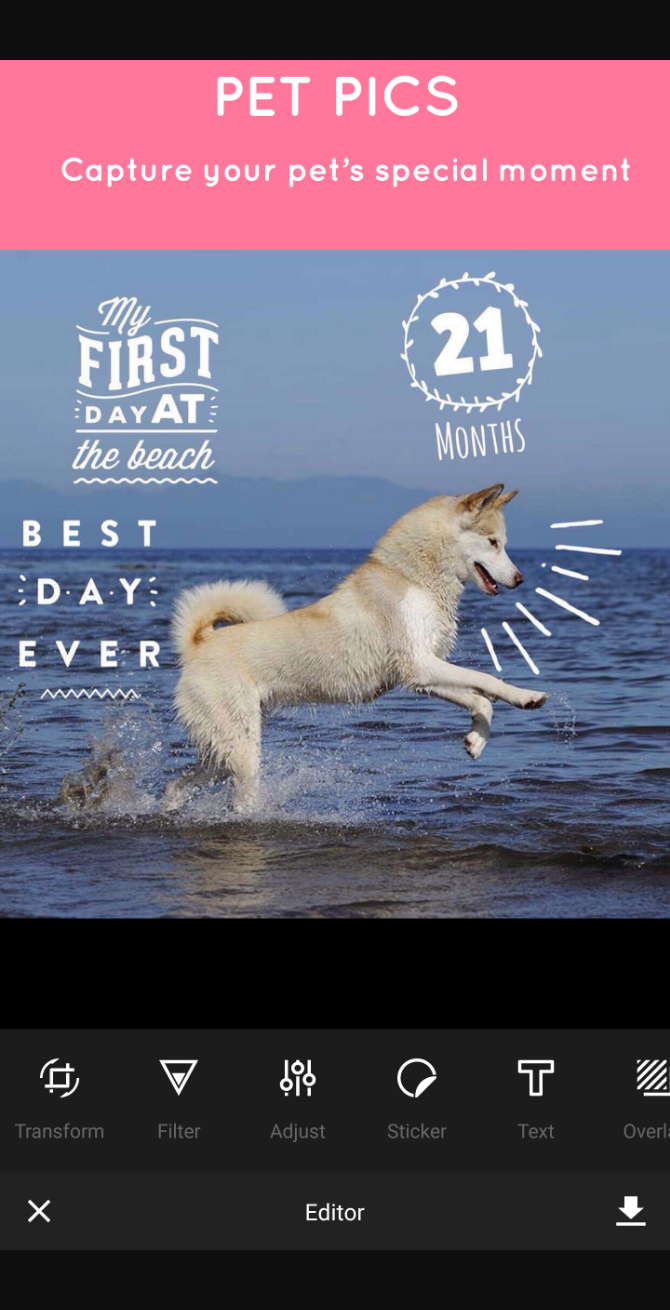 PET PICS
Capture your pet’s special moment
My
FIRST
DAY AT
the beach
21
MONTHS
BEST
D·A·Y
EVER
Transform
Filter
Adjust
Sticker
Text
Overla
Editor